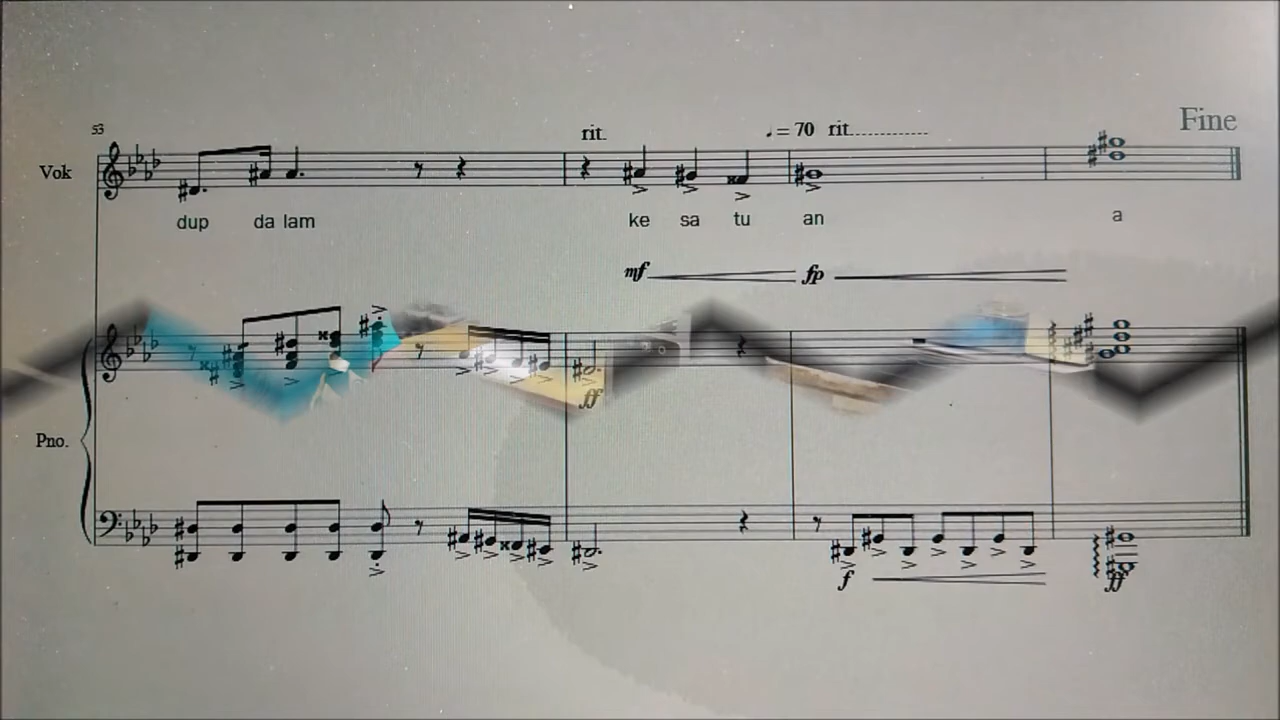 Fine
53
rit.
♩= 70 rit.............
Vok
dup da lam ke sa tu an a
mf fp
ff
Pno.
f ff